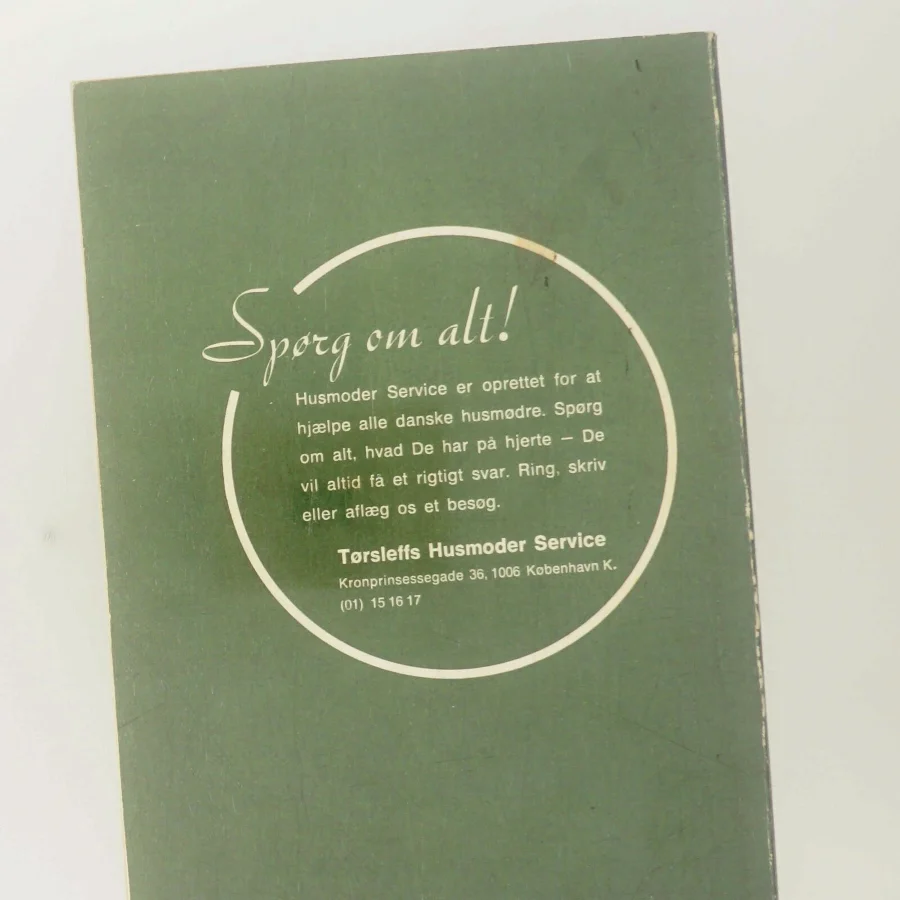 Spørg om alt!
Husmoder Service er oprettet for at
hjælpe alle danske husmødre. Spørg
om alt, hvad De har på hjerte – De
vil altid få et rigtigt svar. Ring, skriv
eller aflæg os et besøg.
Tørsleffs Husmoder Service
Kronprinsessegade 36, 1006 København K.
(01) 15 16 17